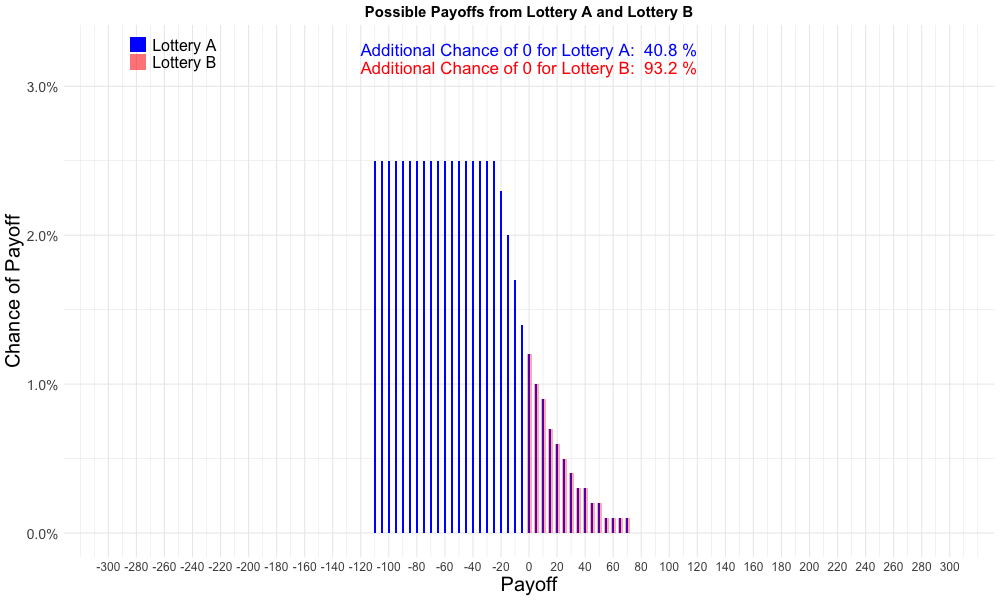 Possible Payoffs from Lottery A and Lottery B
Lottery A
Lottery B
Additional Chance of 0 for Lottery A: 40.8 %
Additional Chance of 0 for Lottery B: 93.2 %
Chance of Payoff
3.0%
2.0%
1.0%
0.0%
-300 -280 -260 -240 -220 -200 -180 -160 -140 -120 -100 -80 -60 -40 -20 0 20 40 60 80 100 120 140 160 180 200 220 240 260 280 300
Payoff